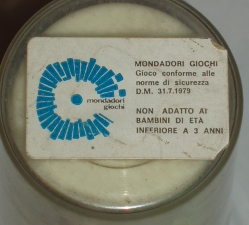 mondadori
giochi
MONDADORI GIOCHI
Gioco conforme alle
norme di sicurezza
D.M. 31.7.1979
NON ADATTO AI
BAMBINI DI ETÀ
INFERIORE A 3 ANNI